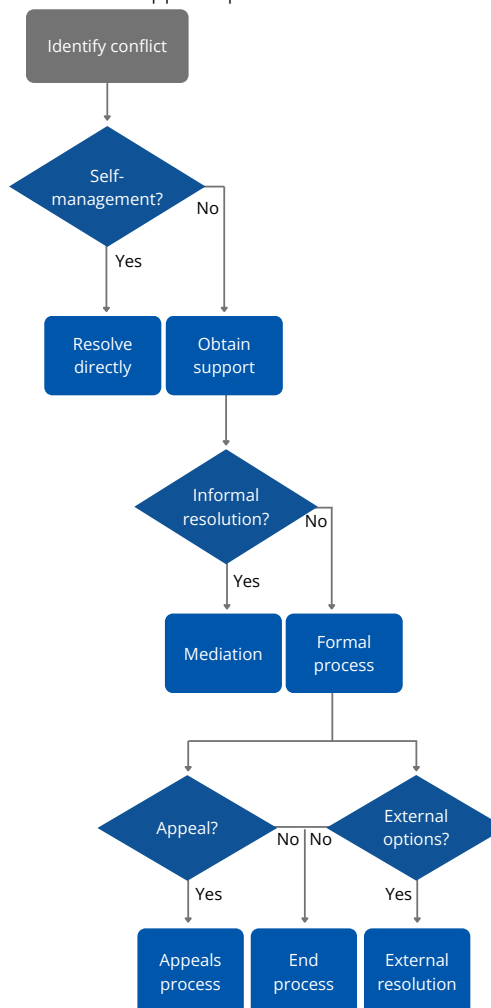 Identify conflict
Self-
management?
No
Yes
Resolve
directly
Obtain
support
Informal
resolution?
No
Yes
Mediation
Formal
process
Appeal?
External
options?
No
No
Yes
Yes
Appeals
process
End
process
External
resolution